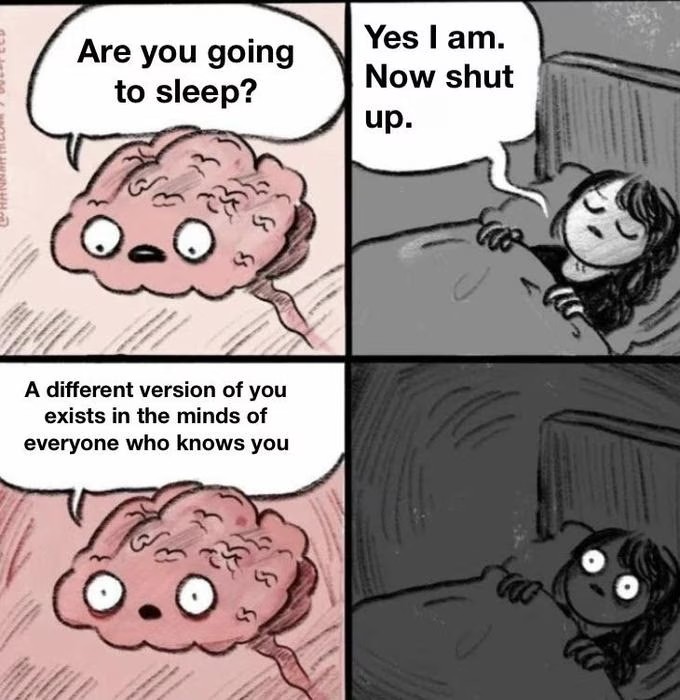 Are you going
to sleep?
Yes I am.
Now shut
up.
A different version of you
exists in the minds of
everyone who knows you